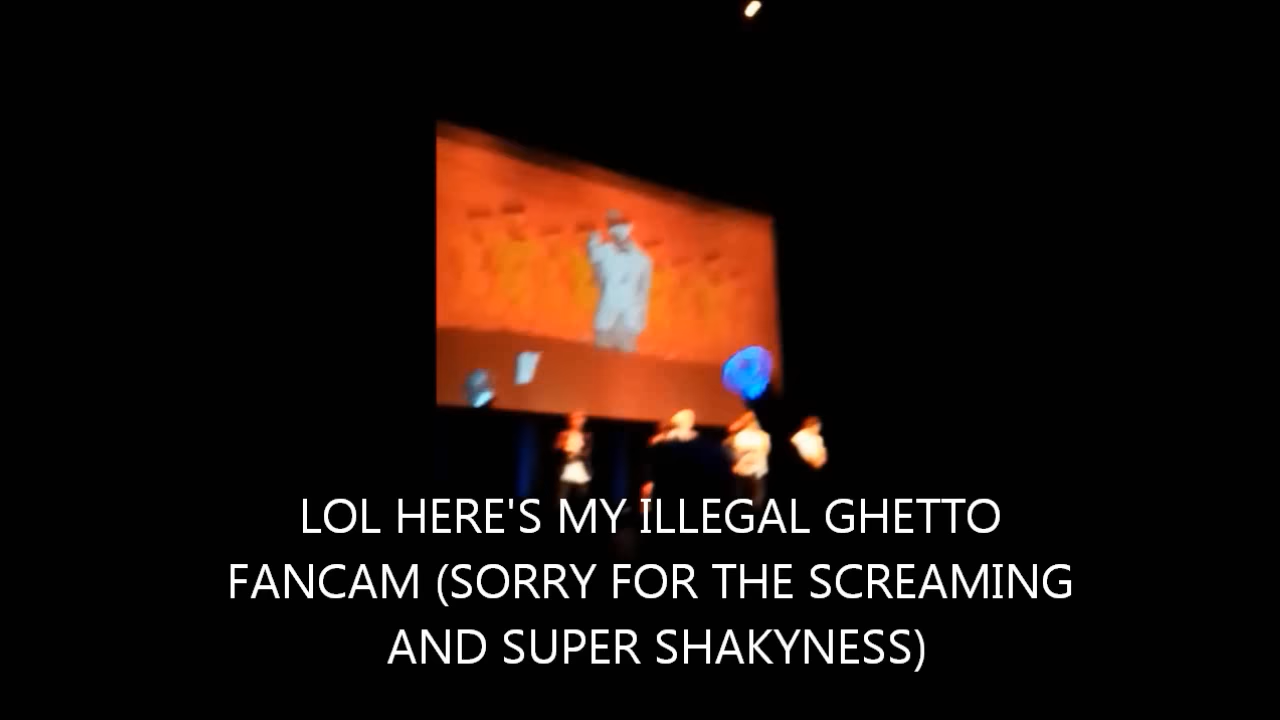 LOL HERE'S MY ILLEGAL GHETTO
FANCAM (SORRY FOR THE SCREAMING
AND SUPER SHAKYNESS)